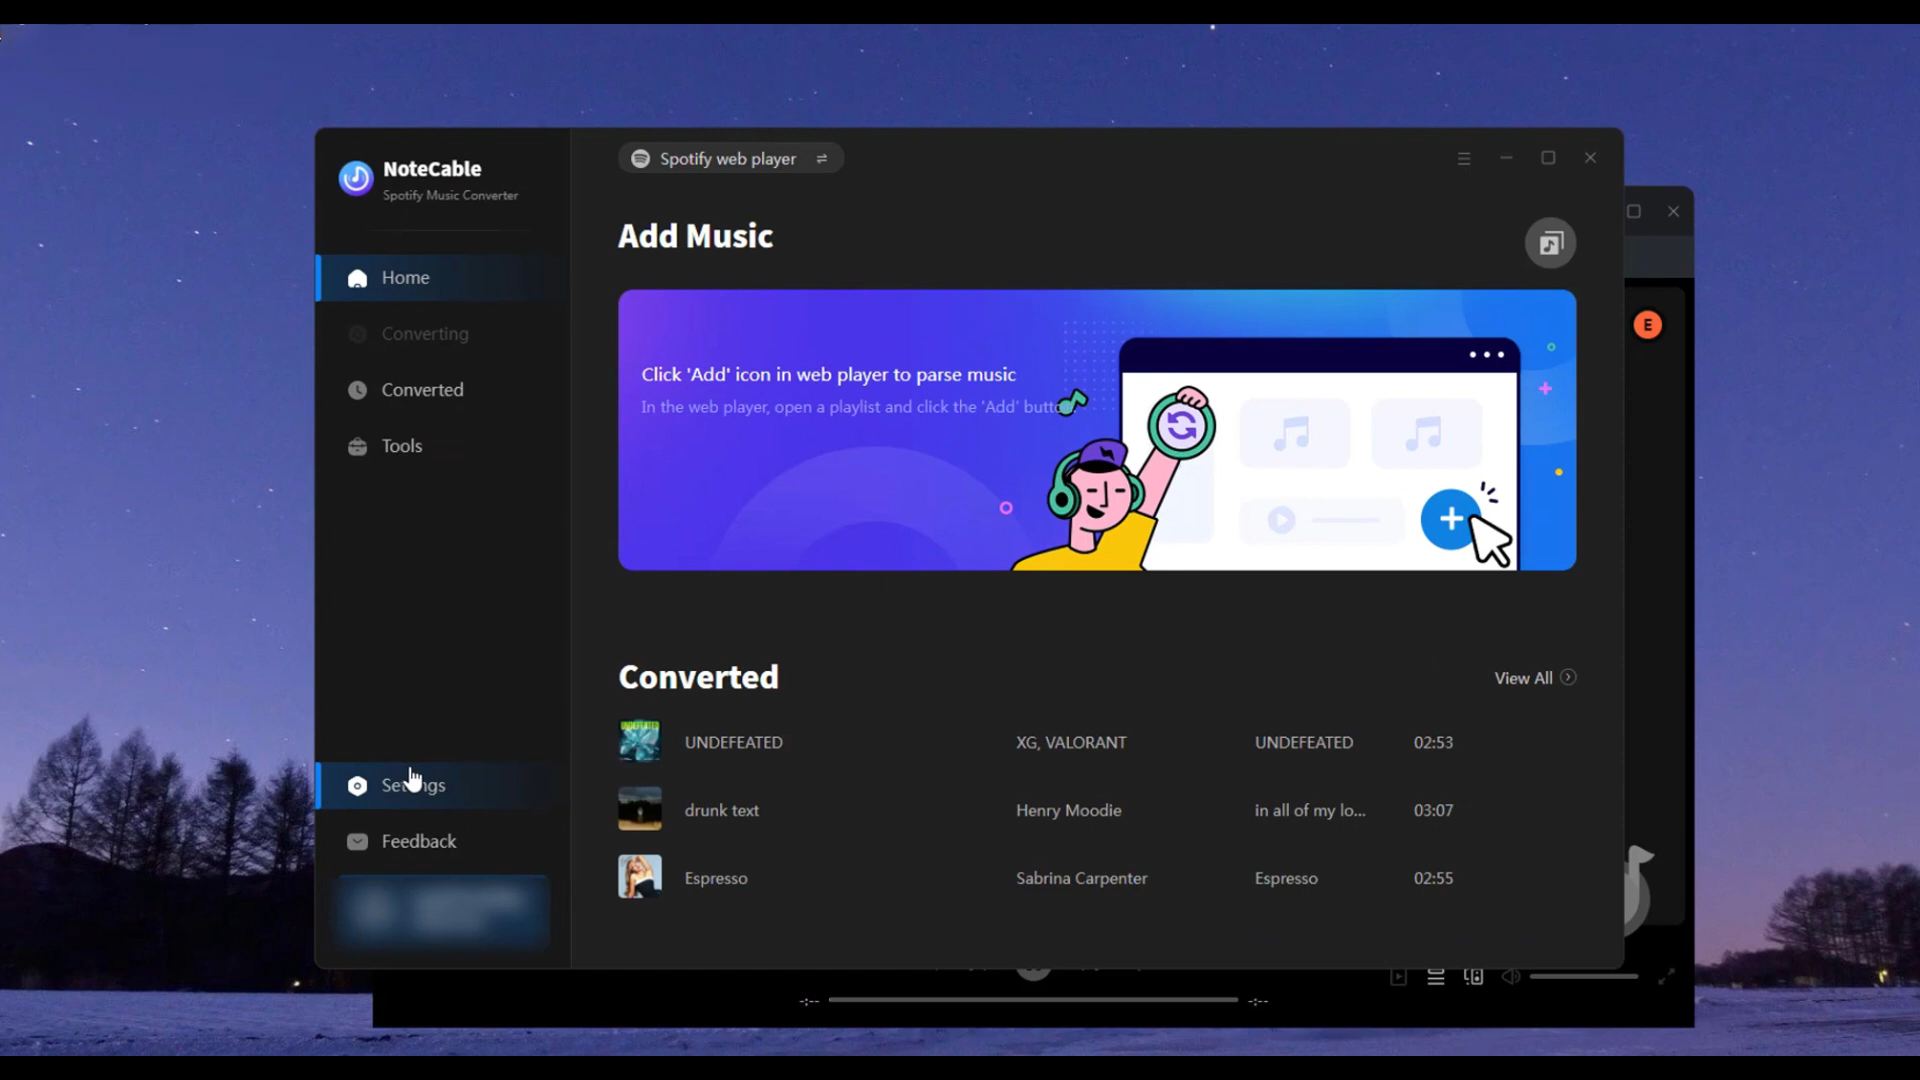 NoteCable
Spotify Music Converter
Spotify web player
Home
Converting
Converted
Tools
Settings
Feedback
Add Music
Click 'Add' icon in web player to parse music
In the web player, open a playlist and click the 'Add' button.
E
Converted
View All
UNDEFEATED XG, VALORANT UNDEFEATED 02:53
drunk text Henry Moodie in all of my lo... 03:07
Espresso Sabrina Carpenter Espresso 02:55
-:-- -:--